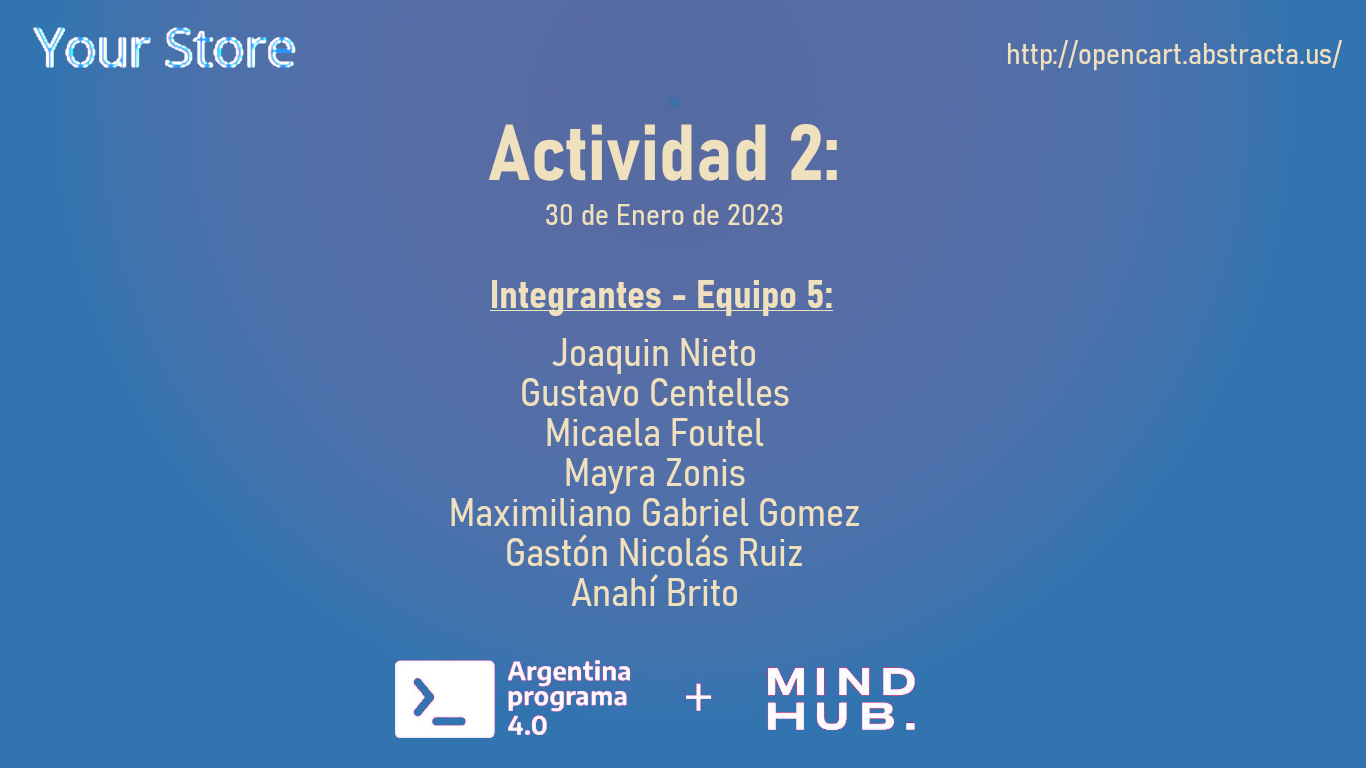 Your Store
http://opencart.abstracta.us/
Actividad 2:
30 de Enero de 2023
Integrantes - Equipo 5:
Joaquin Nieto
Gustavo Centelles
Micaela Foutel
Mayra Zonis
Maximiliano Gabriel Gomez
Gastón Nicolás Ruiz
Anahí Brito
Argentina
programa
4.0
+
MIND
HUB.